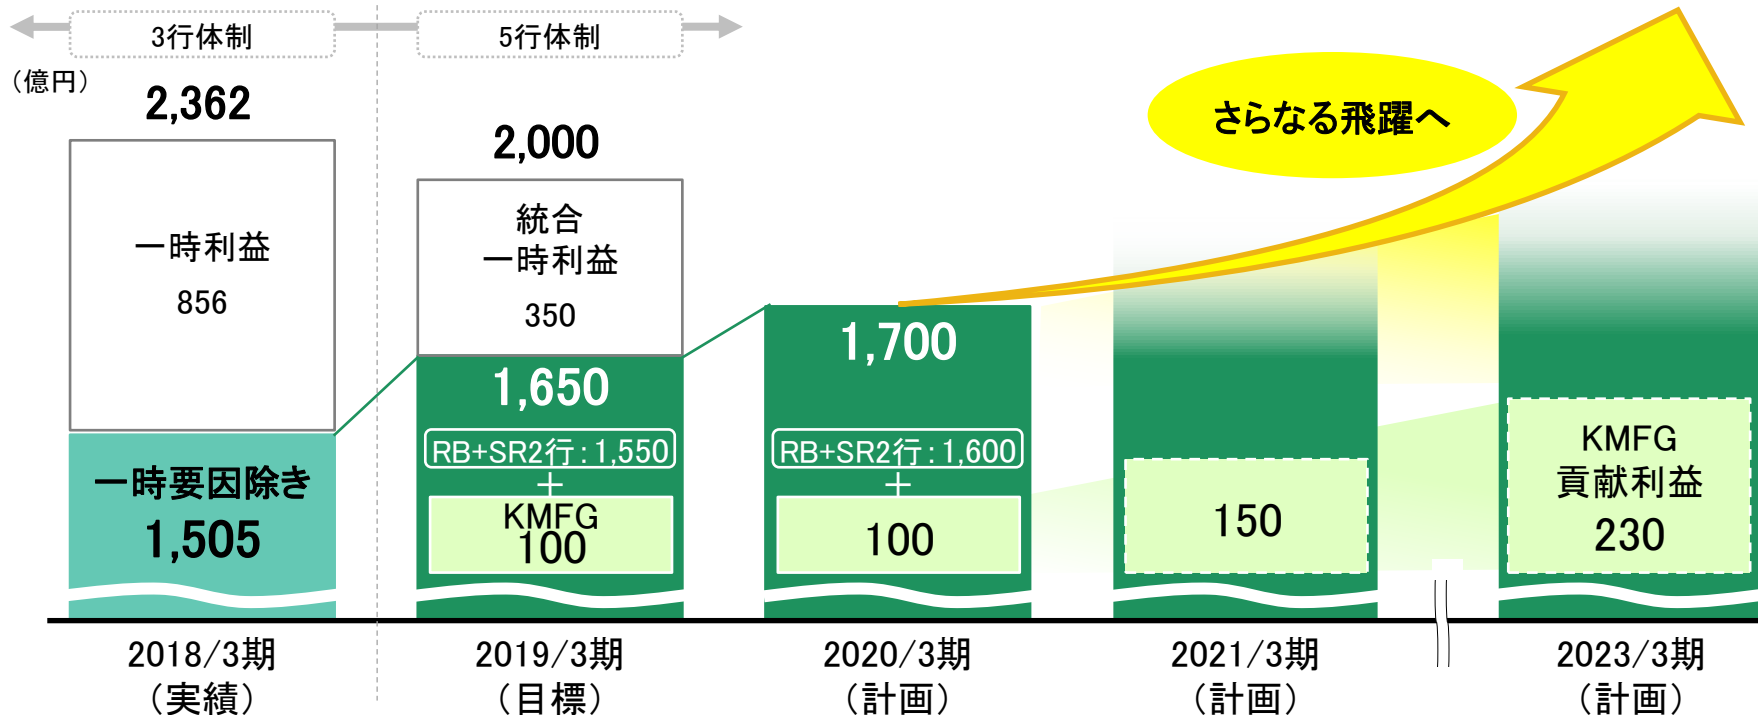 3行体制
5行体制
(億円)
2,362
一時利益
856
一時要因除き
1,505
2,000
統合
一時利益
350
1,650
RB+SR2行:1,550
+
KMFG
100
1,700
RB+SR2行:1,600
+
100
さらなる飛躍へ
150
KMFG
貢献利益
230
2018/3期
(実績)
2019/3期
(目標)
2020/3期
(計画)
2021/3期
(計画)
2023/3期
(計画)